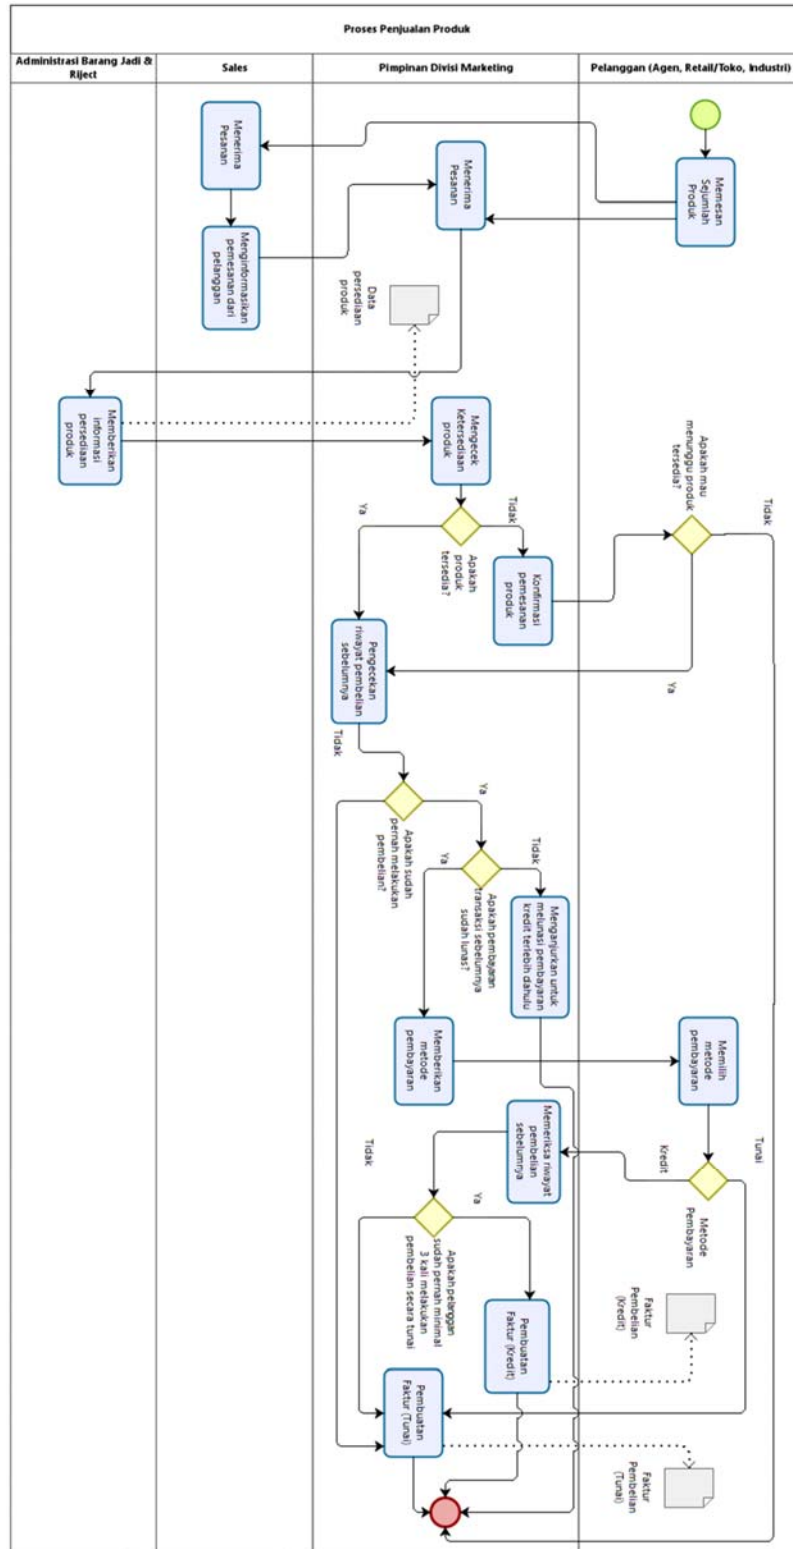 Proses Penjualan Produk
Administrasi Barang Jadi &
Riject
Sales
Pimpinan Divisi Marketing
Pelanggan (Agen, Retail/Toko, Industri)
Memesan
Sejumlah
Produk
Menerima
Pesanan
Menerima
Pesanan
Menginformasikan
pemesanan dari
pelanggan
Data
persediaan
produk
Memberikan
informasi
persediaan
produk
Mengecek
Ketersediaan
produk
Apakah
produk
tersedia?
Tidak
Ya
Konfirmasi
pemesanan
produk
Apakah mau
menunggu produk
tersedia?
Tidak
Ya
Pengecekan
riwayat pembelian
sebelumnya
Tidak
Apakah sudah
pernah melakukan
pembelian?
Ya
Apakah pembayaran
transaksi sebelumnya
sudah lunas?
Tidak
Ya
Menganjurkan untuk
melunasi pembayaran
kredit terlebih dahulu
Memberikan
metode
pembayaran
Memilih
metode
pembayaran
Metode
Pembayaran
Tunai
Kredit
Memeriksa riwayat
pembelian
sebelumnya
Apakah pelanggan
sudah pernah minimal
3 kali melakukan
pembelian secara tunai
Ya
Tidak
Pembuatan
Faktur (Kredit)
Faktur
Pembelian
(Kredit)
Pembuatan
Faktur (Tunai)
Faktur
Pembelian
(Tunai)